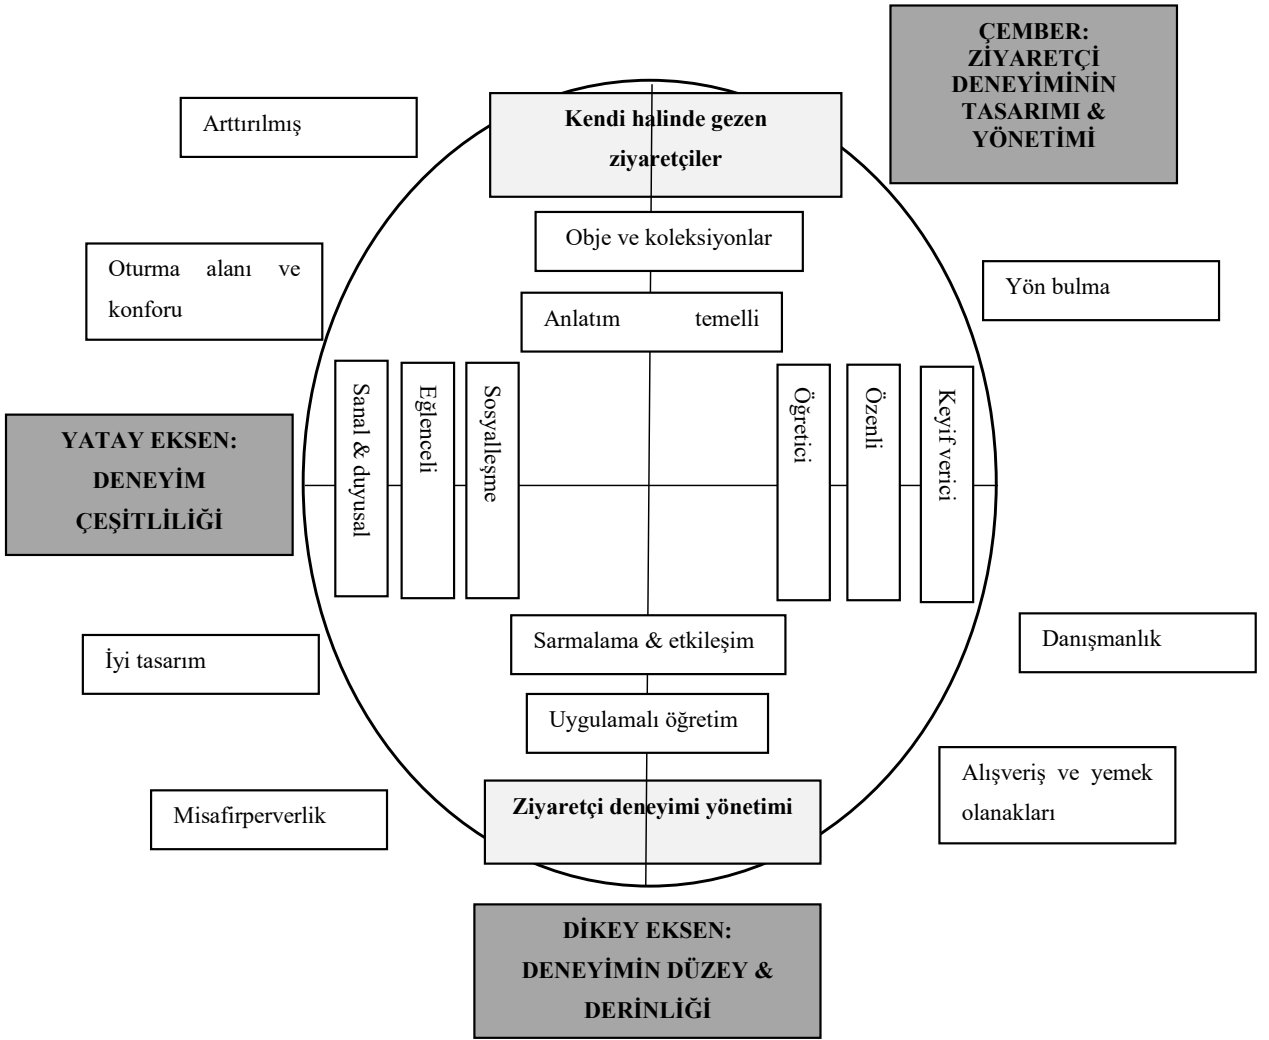 ÇEMBER:
ZİYARETÇİ
DENEYİMİNİN
TASARIMI &
YÖNETİMİ
Arttırılmış
Kendi halinde gezen
ziyaretçiler
Obje ve koleksiyonlar
Oturma alanı ve
konforu
Yön bulma
Anlatım temelli
Sanal & duyusal
Eğlenceli
Sosyalleşme
Öğretici
Özenli
Keyif verici
YATAY EKSEN:
DENEYİM
ÇEŞİTLİLİĞİ
Sarmalama & etkileşim
İyi tasarım
Danışmanlık
Uygulamalı öğretim
Misafirperverlik
Ziyaretçi deneyimi yönetimi
Alışveriş ve yemek
olanakları
DİKEY EKSEN:
DENEYİMİN DÜZEY &
DERİNLİĞİ